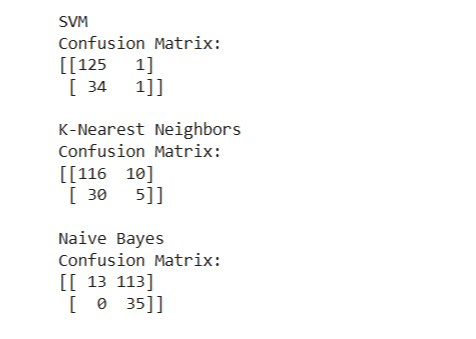 SVM
Confusion Matrix:
[[125   1]
 [ 34   1]]
K-Nearest Neighbors
Confusion Matrix:
[[116  10]
 [ 30   5]]
Naive Bayes
Confusion Matrix:
[[ 13 113]
 [  0  35]]